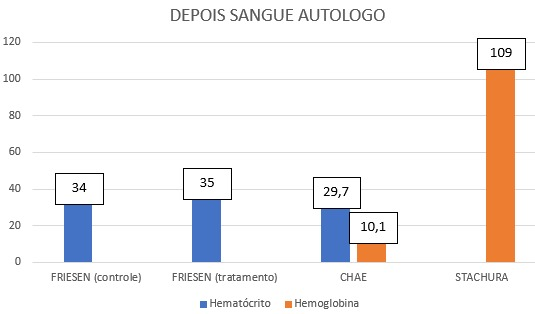 DEPOIS SANGUE AUTOLOGO
120
100
80
60
40
20
0
34
35
29,7
10,1
109
FRIESEN (controle)
FRIESEN (tratamento)
CHAE
STACHURA
Hematócrito
Hemoglobina